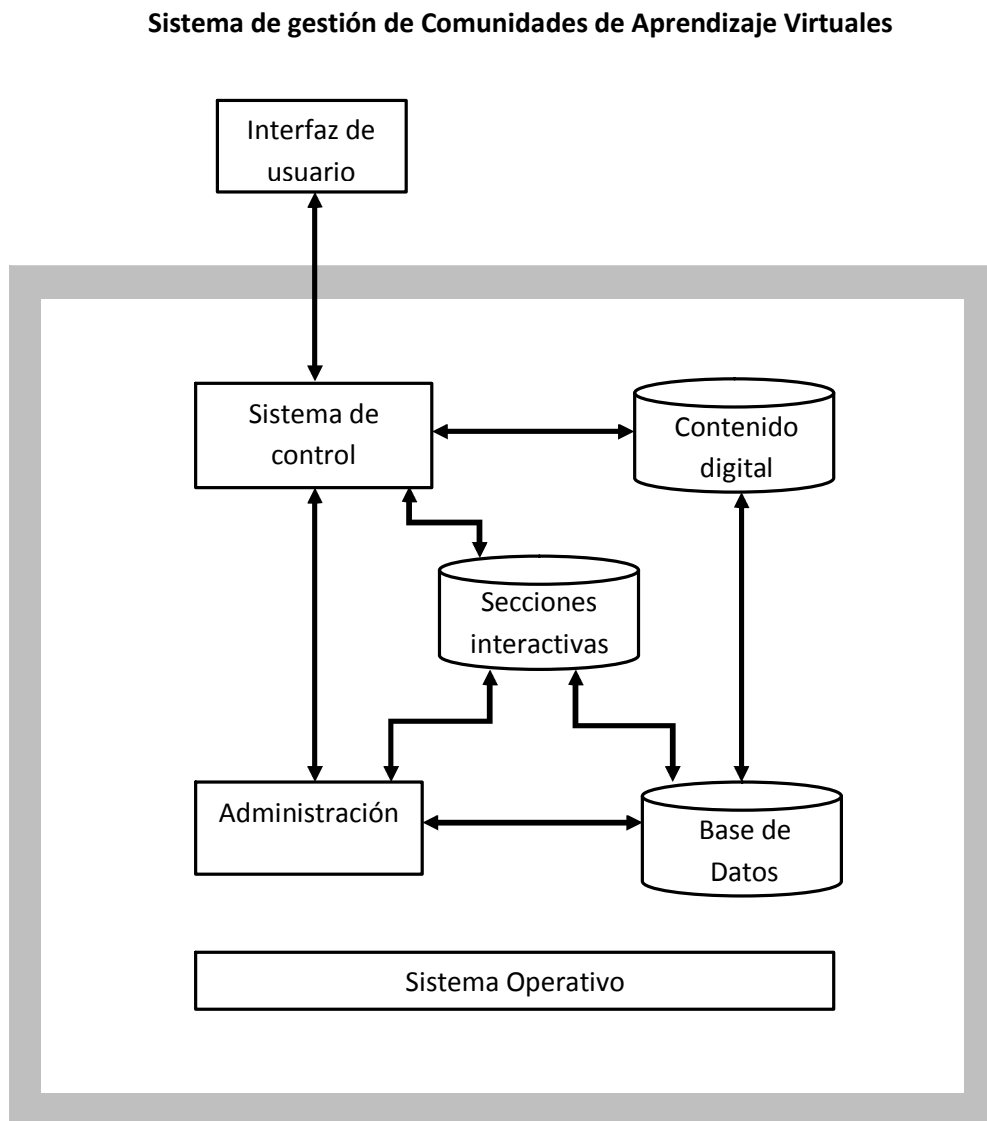 Sistema de gestión de Comunidades de Aprendizaje Virtuales
Interfaz de
usuario
Sistema de
control
Contenido
digital
Secciones
interactivas
Administración
Base de
Datos
Sistema Operativo